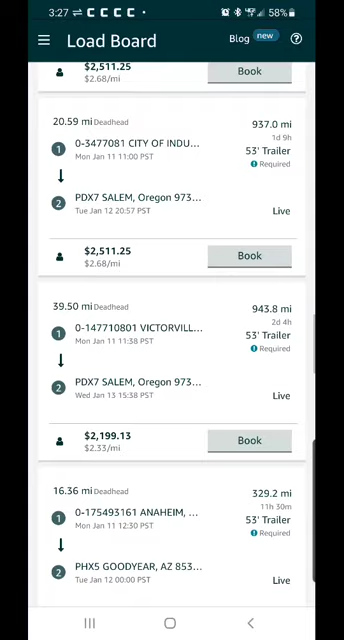 3:27 C C C C • 58%
Load Board Blog new
$2,511.25
$2.68/mi
Book
20.59 mi Deadhead 937.0 mi
1d 9h
1 0-3477081 CITY OF INDU... 53' Trailer
Mon Jan 11 11:00 PST Required
2 PDX7 SALEM, Oregon 973...
Tue Jan 12 20:57 PST Live
$2,511.25
$2.68/mi
Book
39.50 mi Deadhead 943.8 mi
2d 4h
1 0-147710801 VICTORVILL... 53' Trailer
Mon Jan 11 11:38 PST Required
2 PDX7 SALEM, Oregon 973...
Wed Jan 13 15:38 PST Live
$2,199.13
$2.33/mi
Book
16.36 mi Deadhead 329.2 mi
11h 30m
1 0-175493161 ANAHEIM, ... 53' Trailer
Mon Jan 11 12:30 PST Required
2 PHX5 GOODYEAR, AZ 853...
Tue Jan 12 00:00 PST Live